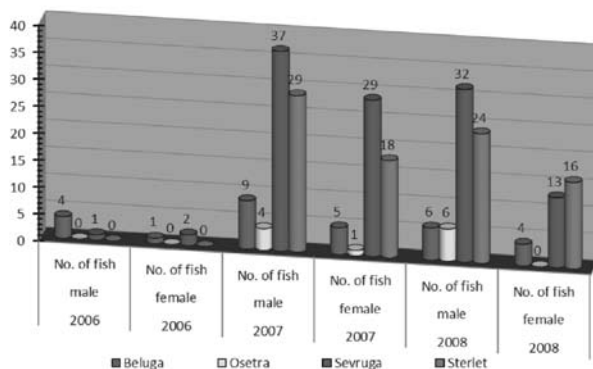 40
35
30
25
20
15
10
5
0
4 0 1 0
1 0 2 0
9 4 37 29
5 1 29 18
6 6 32 24
4 0 13 16
No. of fish male 2006
No. of fish female 2006
No. of fish male 2007
No. of fish female 2007
No. of fish male 2008
No. of fish female 2008
Beluga Osetra Sevruga Sterlet